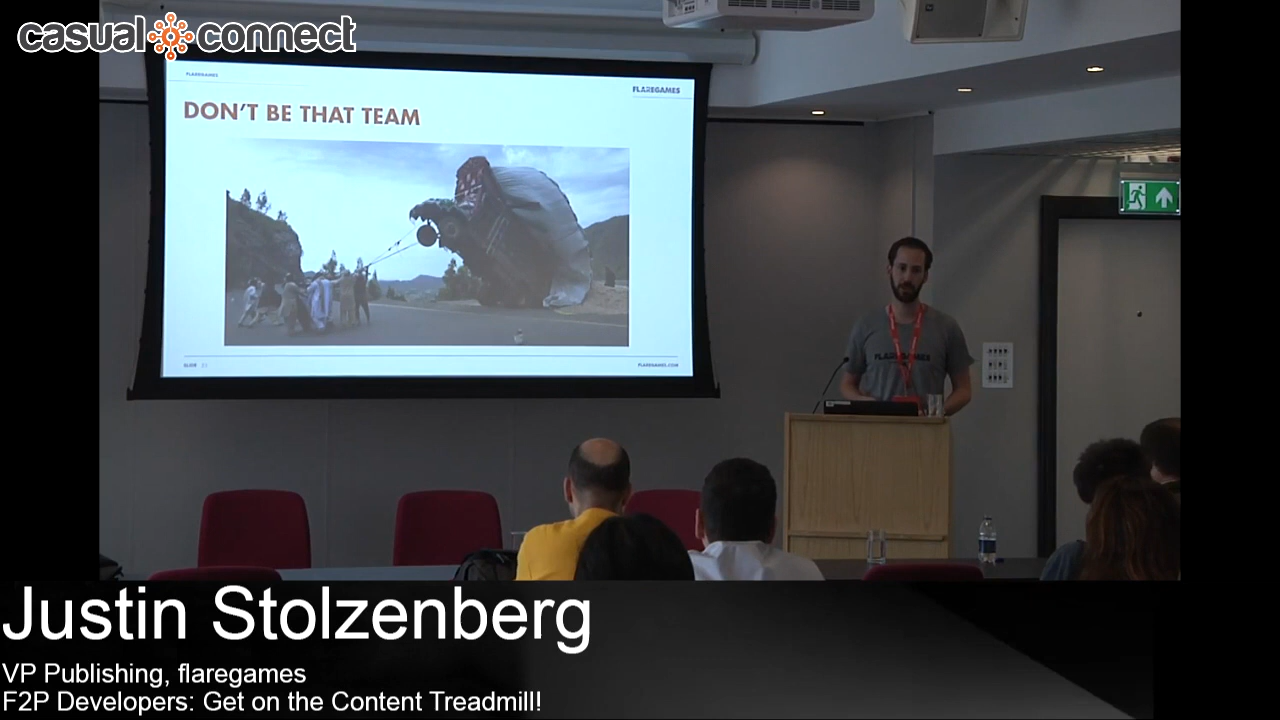 casual connect
FLAREGAMES
FLAREGAMES
DON'T BE THAT TEAM
FLAREGAMES.COM
FLAREGAMES
Justin Stolzenberg
VP Publishing, flaregames
F2P Developers: Get on the Content Treadmill!